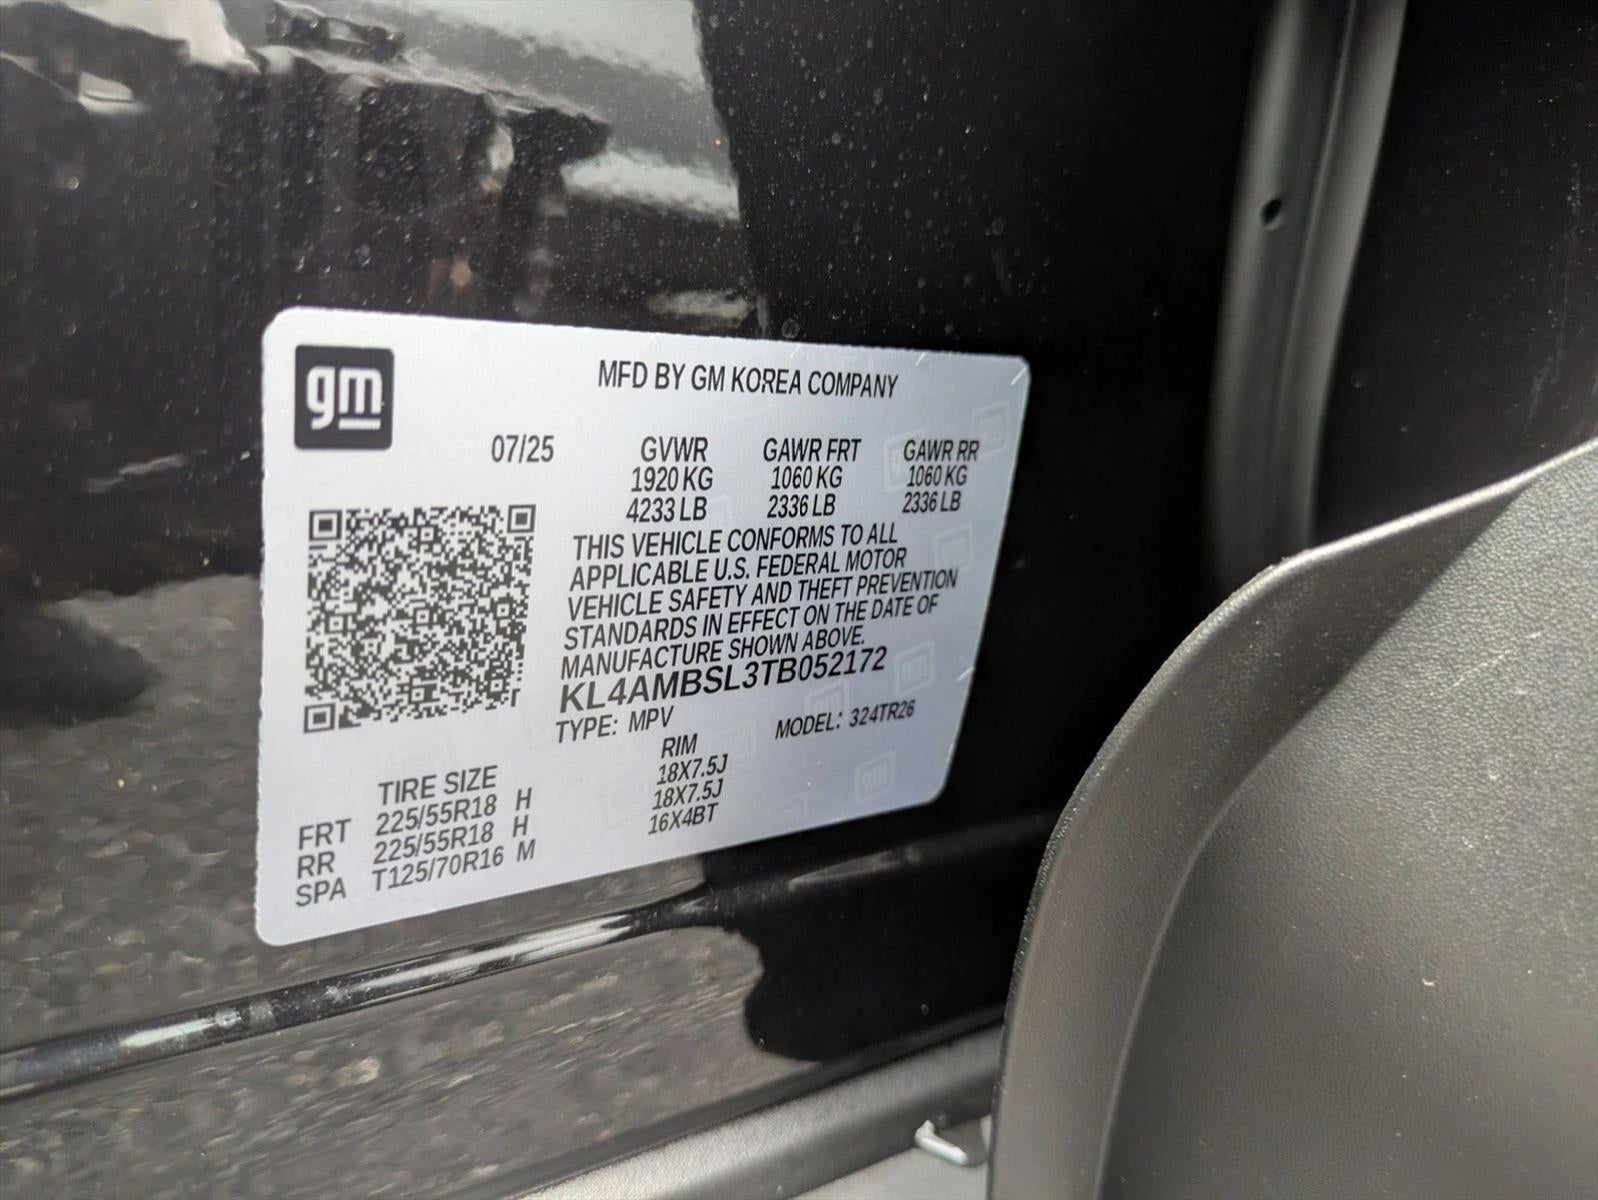 gm
MFD BY GM KOREA COMPANY
07/25 GVWR GAWR FRT GAWR RR
1920 KG 1060 KG 1060 KG
4233 LB 2336 LB 2336 LB
THIS VEHICLE CONFORMS TO ALL
APPLICABLE U.S. FEDERAL MOTOR
VEHICLE SAFETY AND THEFT PREVENTION
STANDARDS IN EFFECT ON THE DATE OF
MANUFACTURE SHOWN ABOVE.
KL4AMBSL3TB052172
TYPE: MPV MODEL: 324TR26
TIRE SIZE RIM
FRT 225/55R18 H 18X7.5J
RR 225/55R18 H 18X7.5J
SPA T125/70R16 M 16X4BT